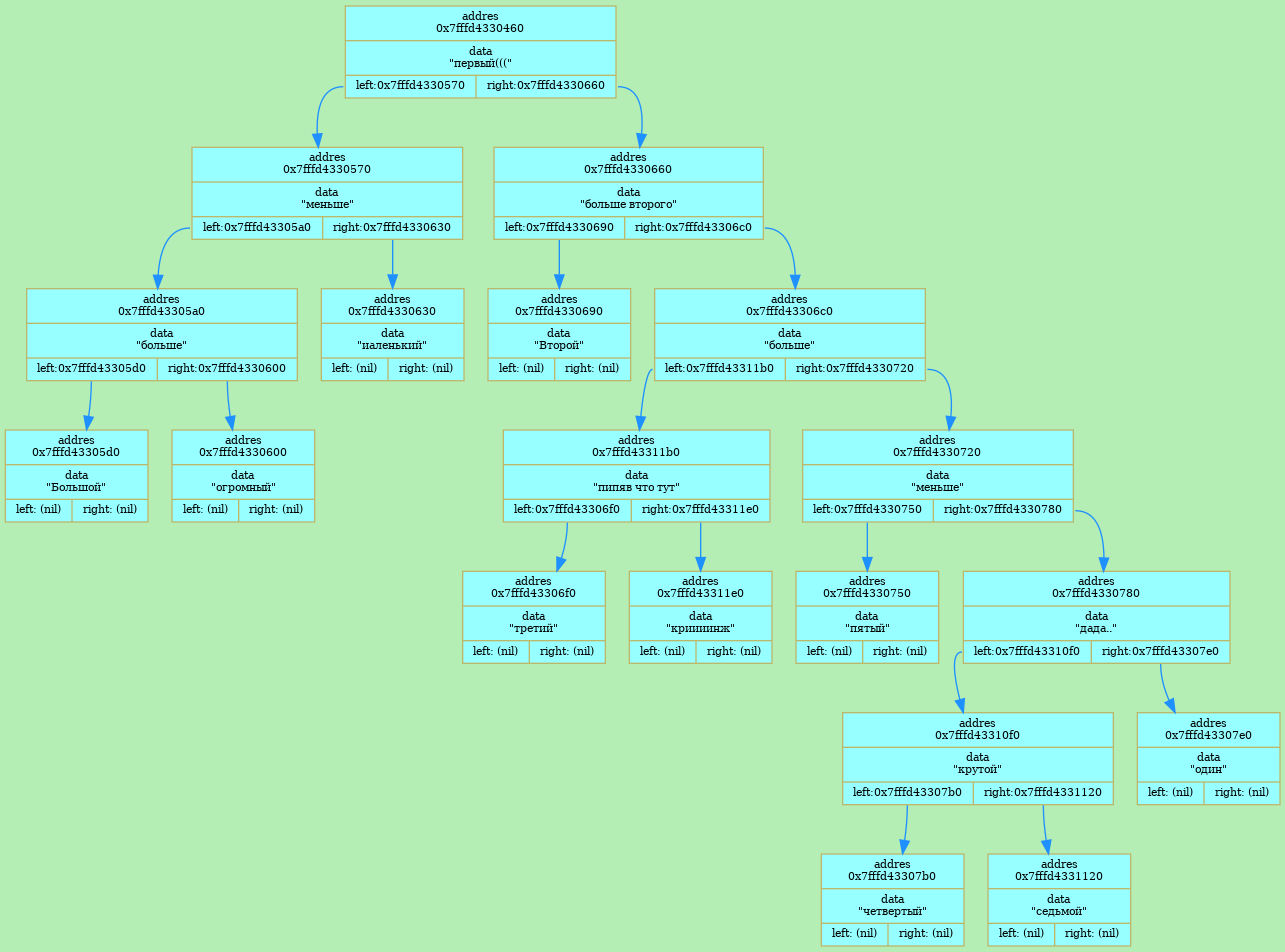 addres
0x7fffd4330460
data
"первый((("
left:0x7fffd4330570 right:0x7fffd4330660
addres
0x7fffd4330570
data
"меньше"
left:0x7fffd43305a0 right:0x7fffd4330630
addres
0x7fffd4330660
data
"больше второго"
left:0x7fffd4330690 right:0x7fffd43306c0
addres
0x7fffd43305a0
data
"больше"
left:0x7fffd43305d0 right:0x7fffd4330600
addres
0x7fffd4330630
data
"иаленький"
left: (nil) right: (nil)
addres
0x7fffd4330690
data
"Второй"
left: (nil) right: (nil)
addres
0x7fffd43306c0
data
"больше"
left:0x7fffd43311b0 right:0x7fffd4330720
addres
0x7fffd43305d0
data
"Большой"
left: (nil) right: (nil)
addres
0x7fffd4330600
data
"огромный"
left: (nil) right: (nil)
addres
0x7fffd43311b0
data
"пипяв что тут"
left:0x7fffd43306f0 right:0x7fffd43311e0
addres
0x7fffd4330720
data
"меньше"
left:0x7fffd4330750 right:0x7fffd4330780
addres
0x7fffd43306f0
data
"третий"
left: (nil) right: (nil)
addres
0x7fffd43311e0
data
"криииинж"
left: (nil) right: (nil)
addres
0x7fffd4330750
data
"пятый"
left: (nil) right: (nil)
addres
0x7fffd4330780
data
"дада.."
left:0x7fffd43310f0 right:0x7fffd43307e0
addres
0x7fffd43310f0
data
"крутой"
left:0x7fffd43307b0 right:0x7fffd4331120
addres
0x7fffd43307e0
data
"один"
left: (nil) right: (nil)
addres
0x7fffd43307b0
data
"четвертый"
left: (nil) right: (nil)
addres
0x7fffd4331120
data
"седьмой"
left: (nil) right: (nil)